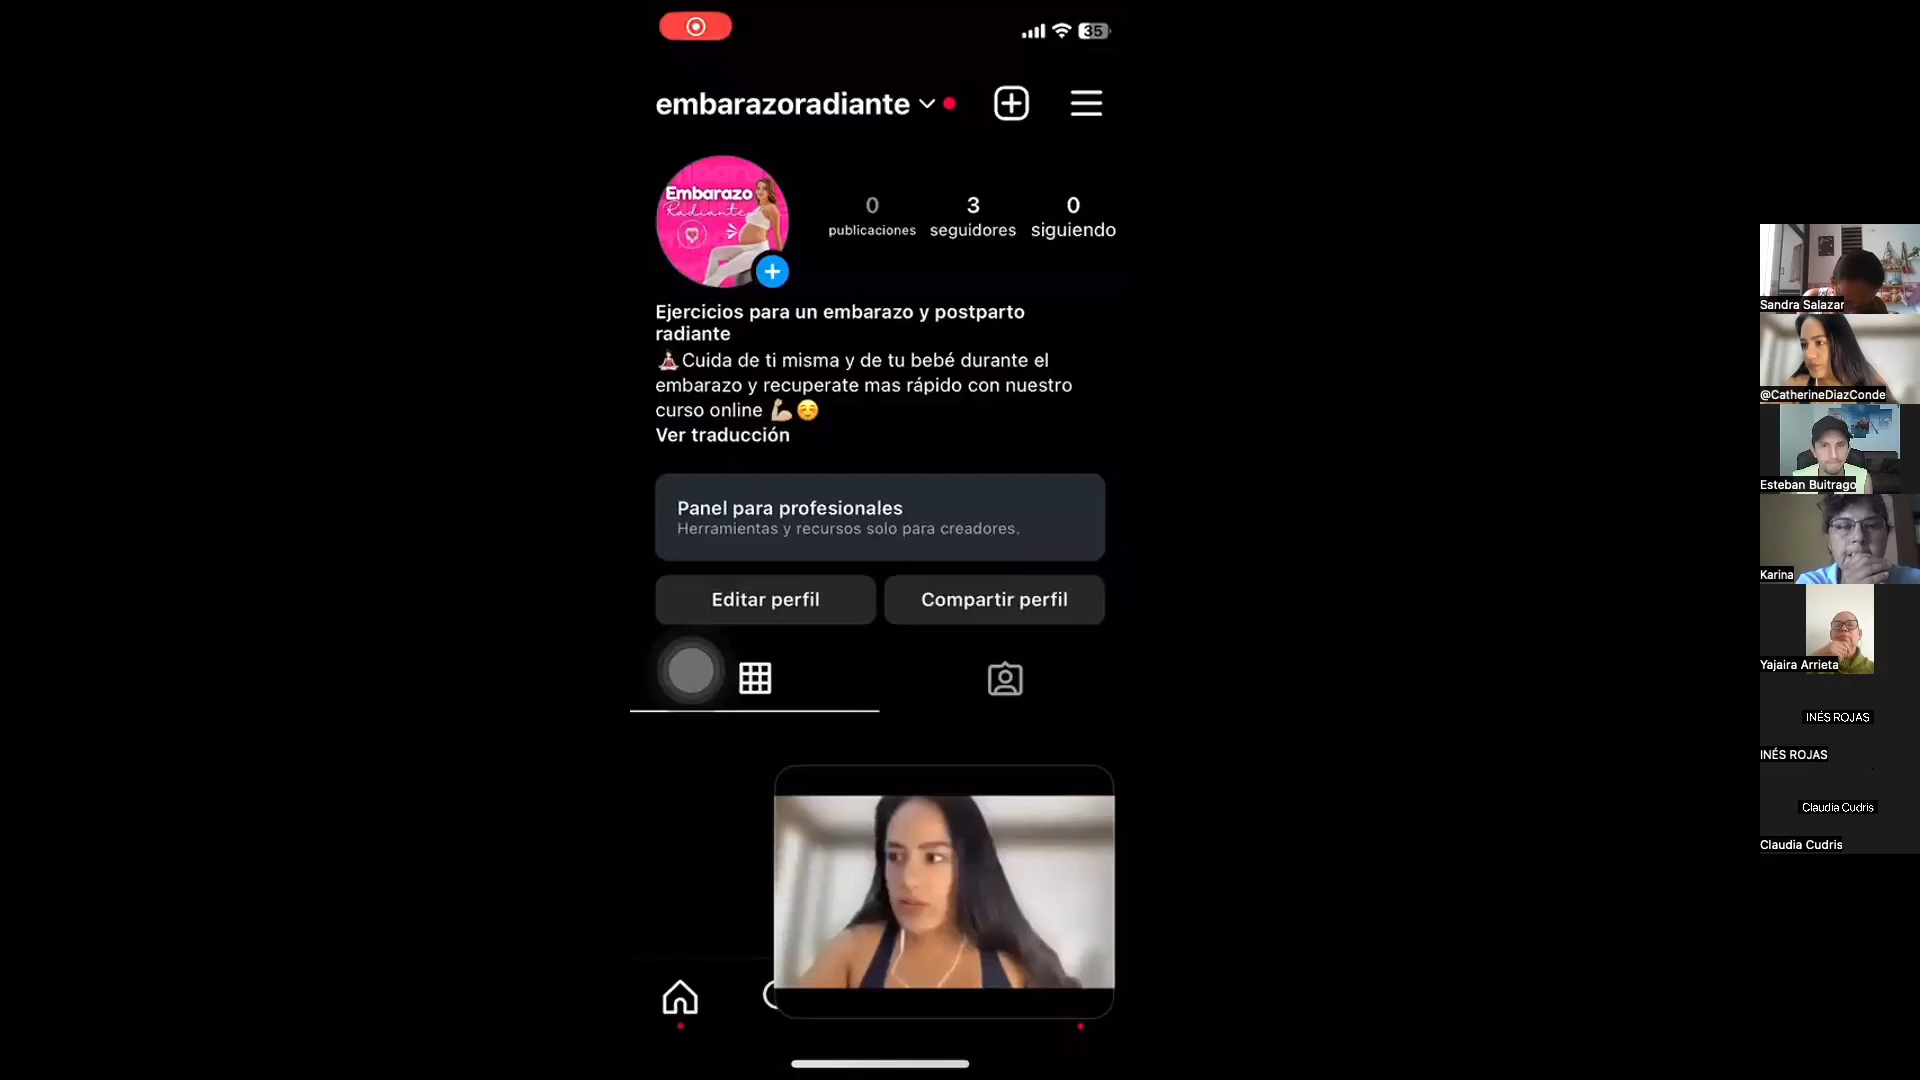 35
embarazoradiante
Embarazo
Radiante
0
publicaciones
3
seguidores
0
siguiendo
Ejercicios para un embarazo y postparto
radiante
Cuida de ti misma y de tu bebé durante el
embarazo y recuperate mas rápido con nuestro
curso online
Ver traducción
Panel para profesionales
Herramientas y recursos solo para creadores.
Editar perfil
Compartir perfil
Sandra Salazar
@CatherineDiazConde
Esteban Buitrago
Karina
Yajaira Arrieta
INÉS ROJAS
INÉS ROJAS
Claudia Cudris
Claudia Cudris